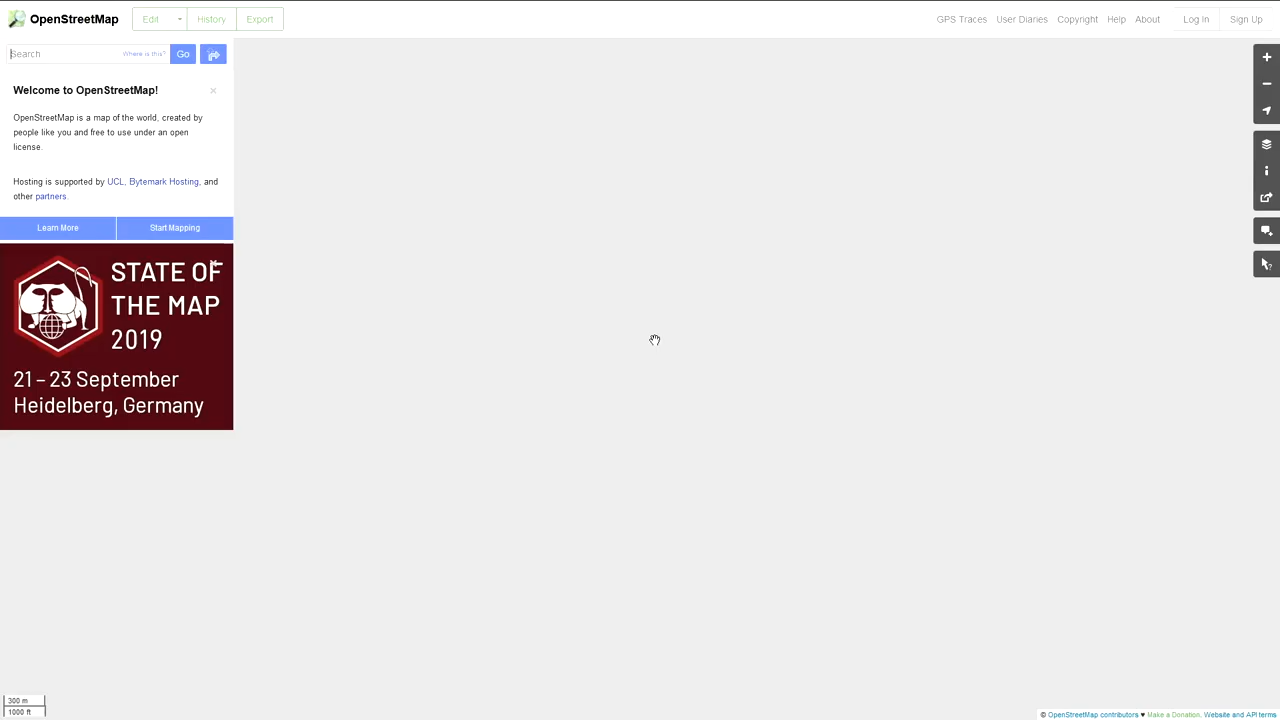 OpenStreetMap
Edit
History
Export
GPS Traces
User Diaries
Copyright
Help
About
Log In
Sign Up
Search
Where is this?
Go
Welcome to OpenStreetMap!
OpenStreetMap is a map of the world, created by
people like you and free to use under an open
license.
Hosting is supported by UCL, Bytemark Hosting, and
other partners.
Learn More
Start Mapping
STATE OF
THE MAP
2019
21 – 23 September
Heidelberg, Germany
300 m
1000 ft
© OpenStreetMap contributors ♥ Make a Donation. Website and API terms